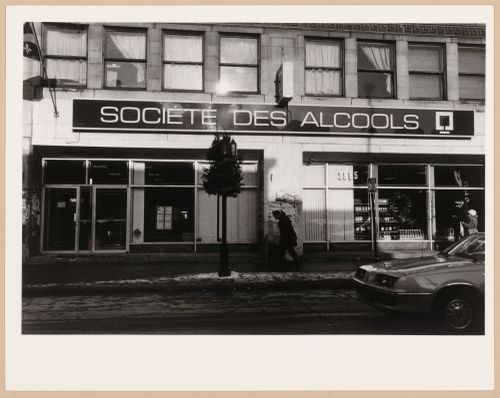 SOCIÉTÉ DES ALCOOLS